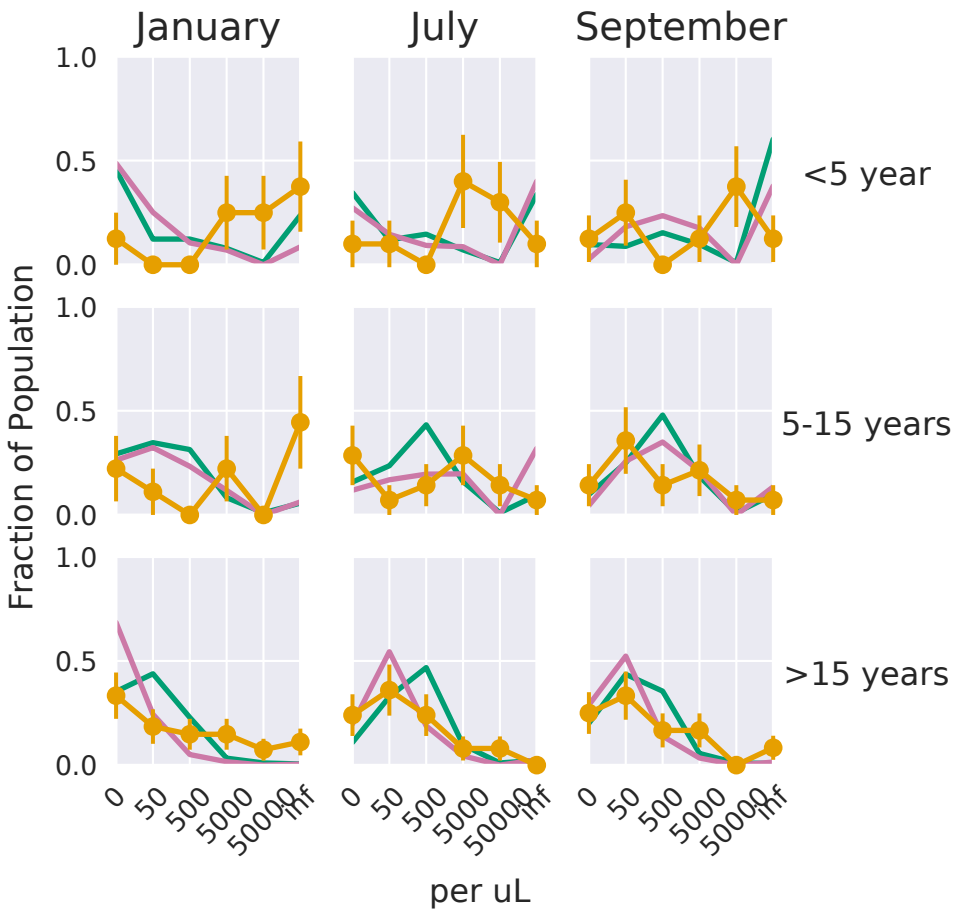 January July September
1.0
0.5
0.0
<5 year
1.0
0.5
0.0
5-15 years
1.0
0.5
0.0
>15 years
Fraction of Population
0 50 500 5000 50000 inf
0 50 500 5000 50000 inf
0 50 500 5000 50000 inf
per uL